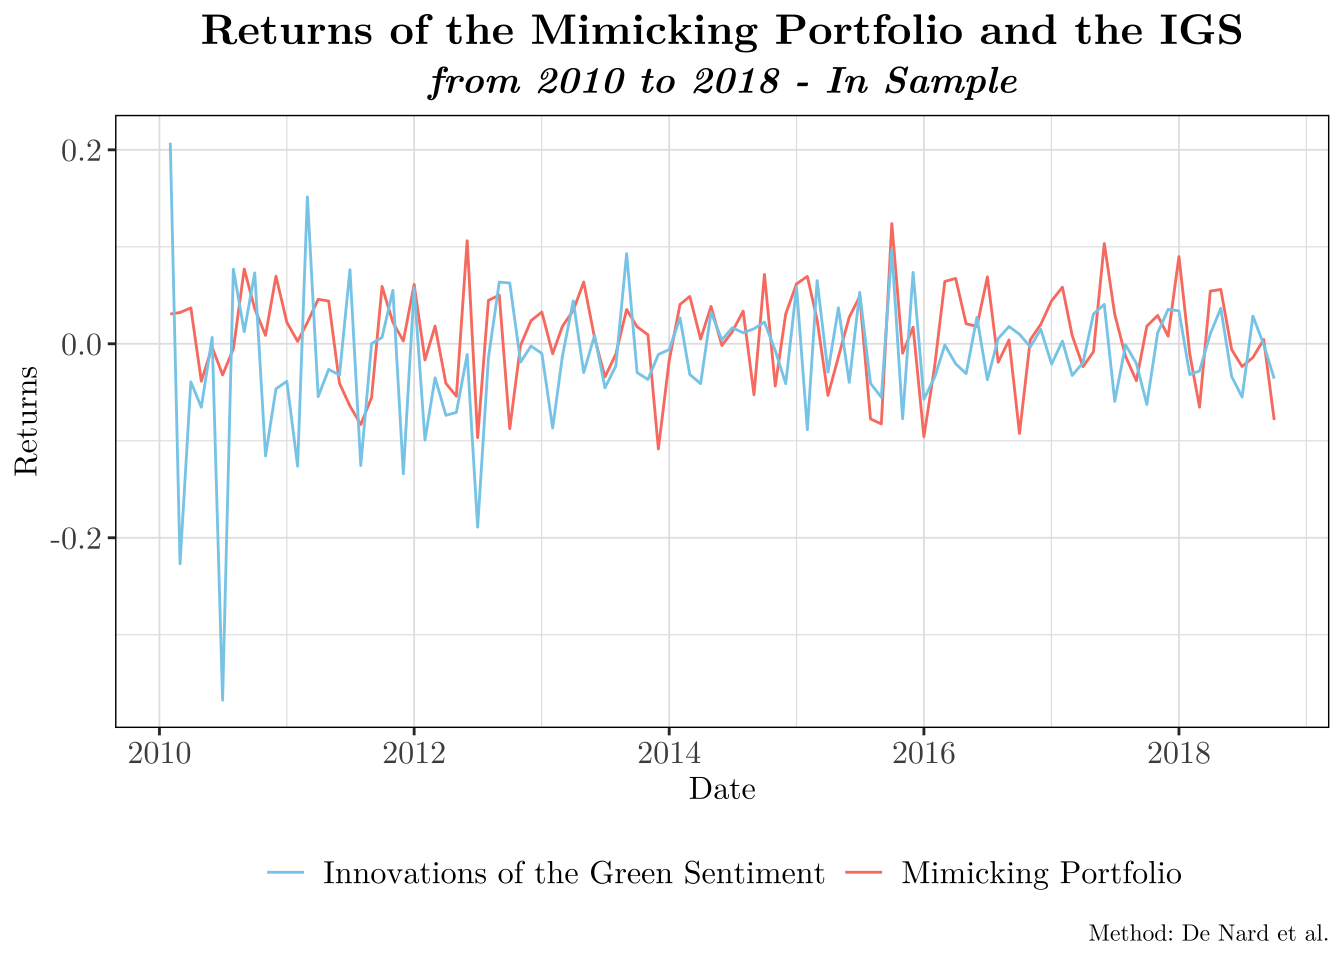 Returns of the Mimicking Portfolio and the IGS
from 2010 to 2018 - In Sample
Returns
0.2
0.0
-0.2
2010 2012 2014 2016 2018
Date
Innovations of the Green Sentiment Mimicking Portfolio
Method: De Nard et al.